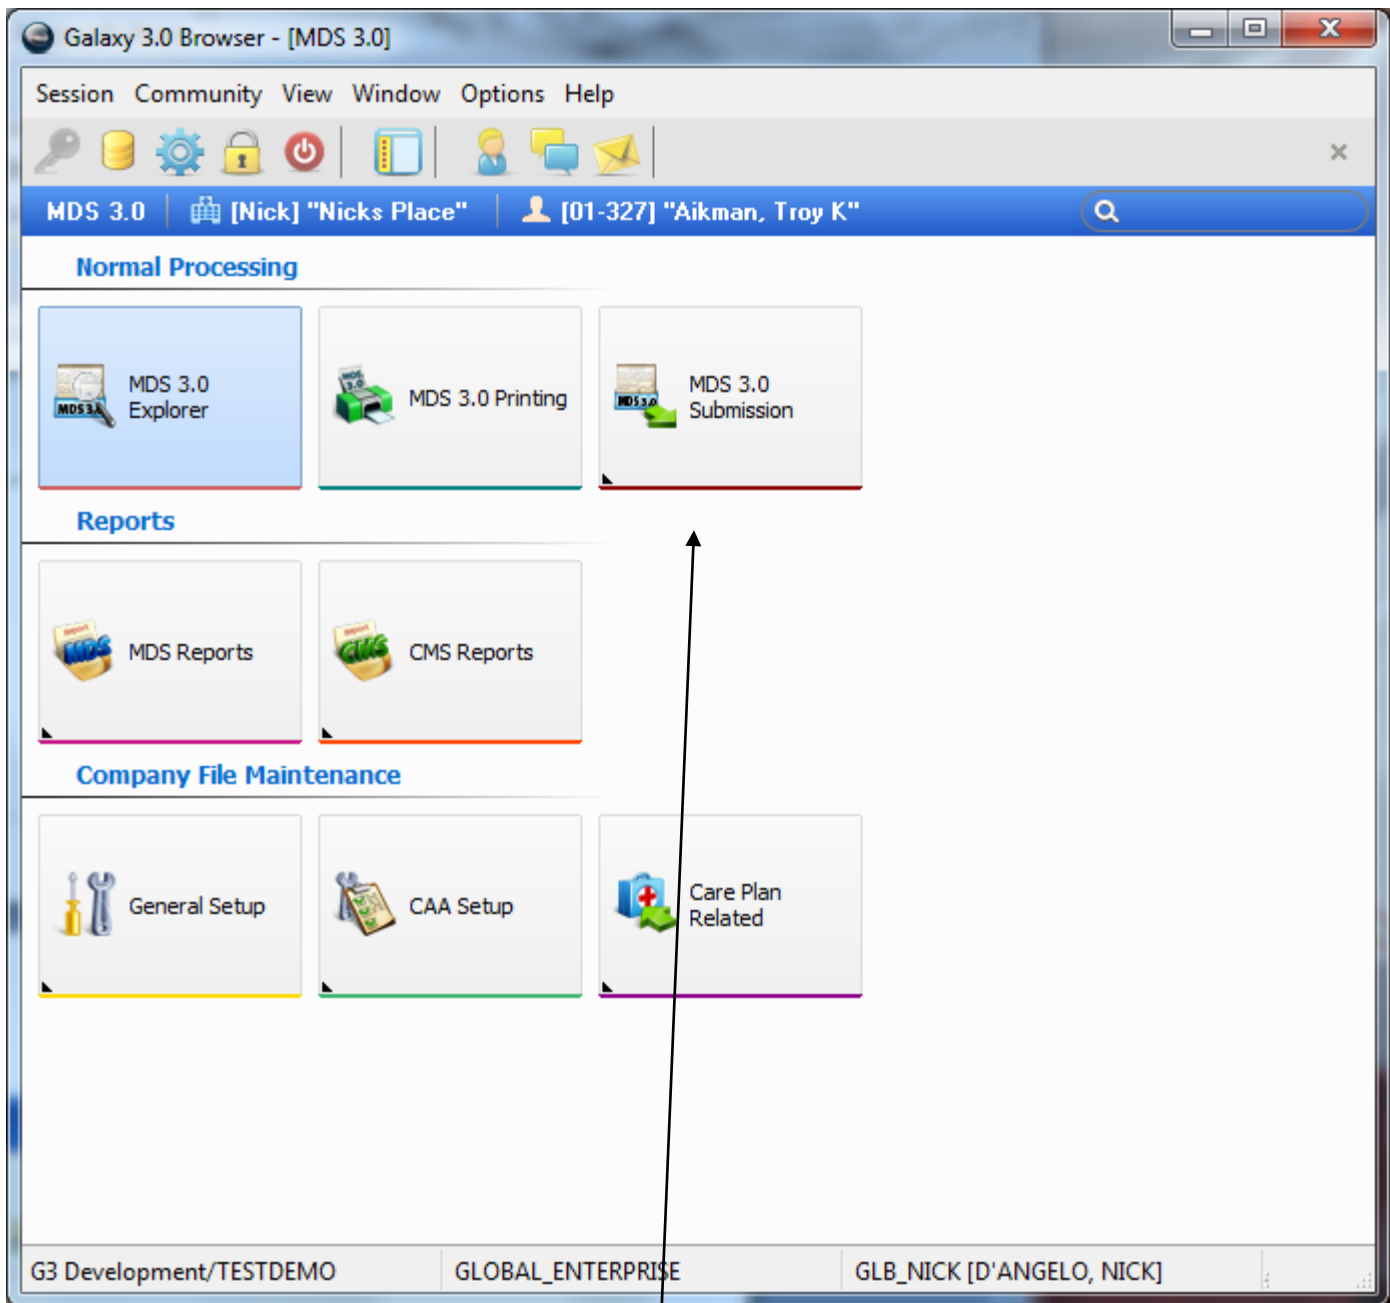 Galaxy 3.0 Browser - [MDS 3.0]
Session Community View Window Options Help
MDS 3.0 [Nick] "Nicks Place" [01-327] "Aikman, Troy K"
Normal Processing
MDS 3.0
Explorer
MDS 3.0 Printing
MDS 3.0
Submission
Reports
MDS Reports
CMS Reports
Company File Maintenance
General Setup
CAA Setup
Care Plan
Related
G3 Development/TESTDEMO GLOBAL_ENTERPRISE GLB_NICK [D'ANGELO, NICK]